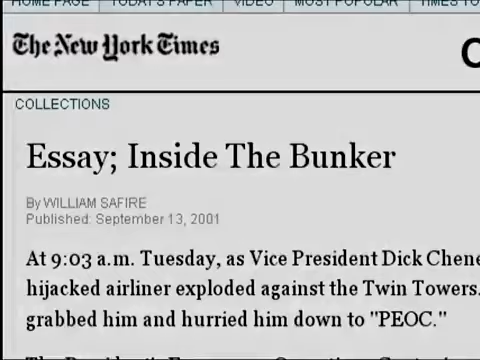 HOME PAGE TODAY'S PAPER VIDEO MOST POPULAR TIMES TO
The New York Times
COLLECTIONS
Essay; Inside The Bunker
By WILLIAM SAFIRE
Published: September 13, 2001
At 9:03 a.m. Tuesday, as Vice President Dick Chene
hijacked airliner exploded against the Twin Towers.
grabbed him and hurried him down to "PEOC."